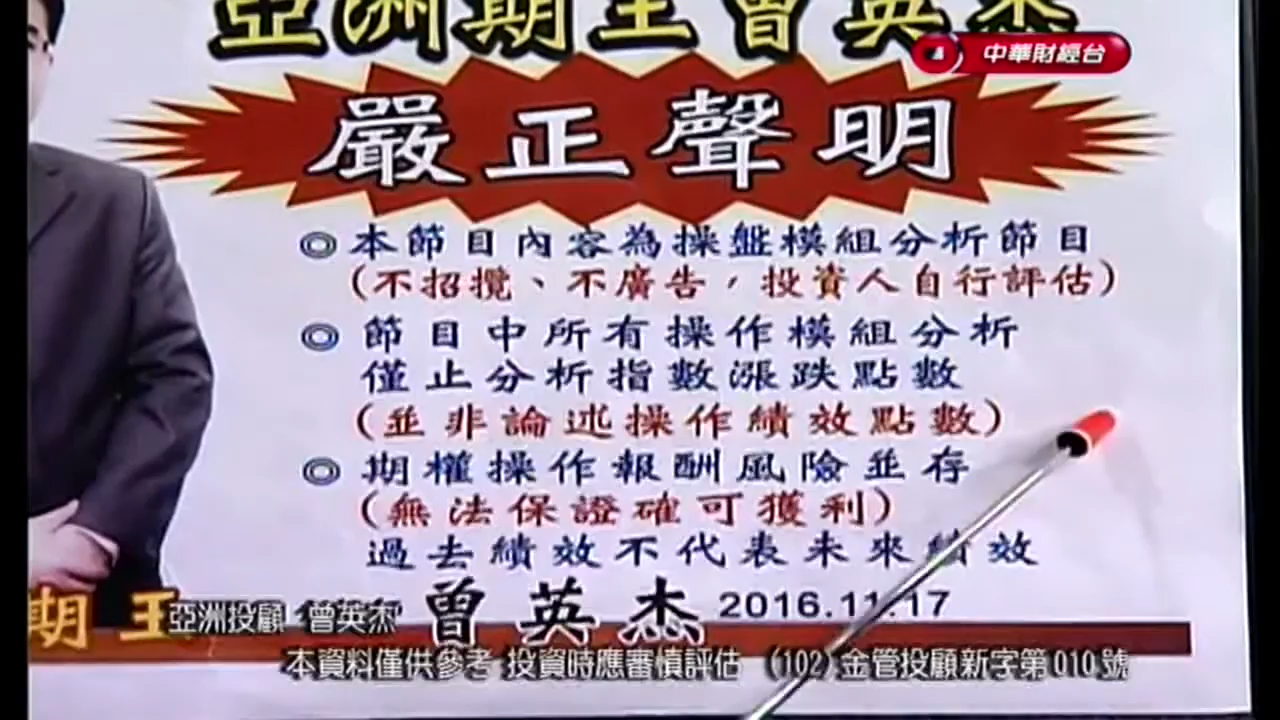 亞洲期王曾英杰
中華財經台
嚴正聲明
◎本節目內容為操盤模組分析節目
(不招攬、不廣告，投資人自行評估)
◎節目中所有操作模組分析
僅止分析指數漲跌點數
(並非論述操作績效點數)
◎期權操作報酬風險並存
(無法保證確可獲利)
過去績效不代表未來績效
曾英杰 2016.11.17
期王
亞洲投顧 曾英杰
本資料僅供參考 投資時應審慎評估 (102)金管投顧新字第010號